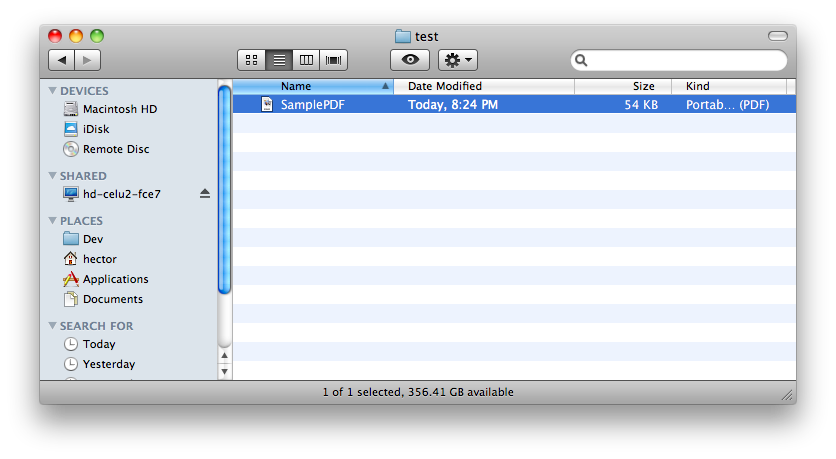 test
Name Date Modified Size Kind
SamplePDF Today, 8:24 PM 54 KB Portab... (PDF)
DEVICES
Macintosh HD
iDisk
Remote Disc
SHARED
hd-celu2-fce7
PLACES
Dev
hector
Applications
Documents
SEARCH FOR
Today
Yesterday
1 of 1 selected, 356.41 GB available